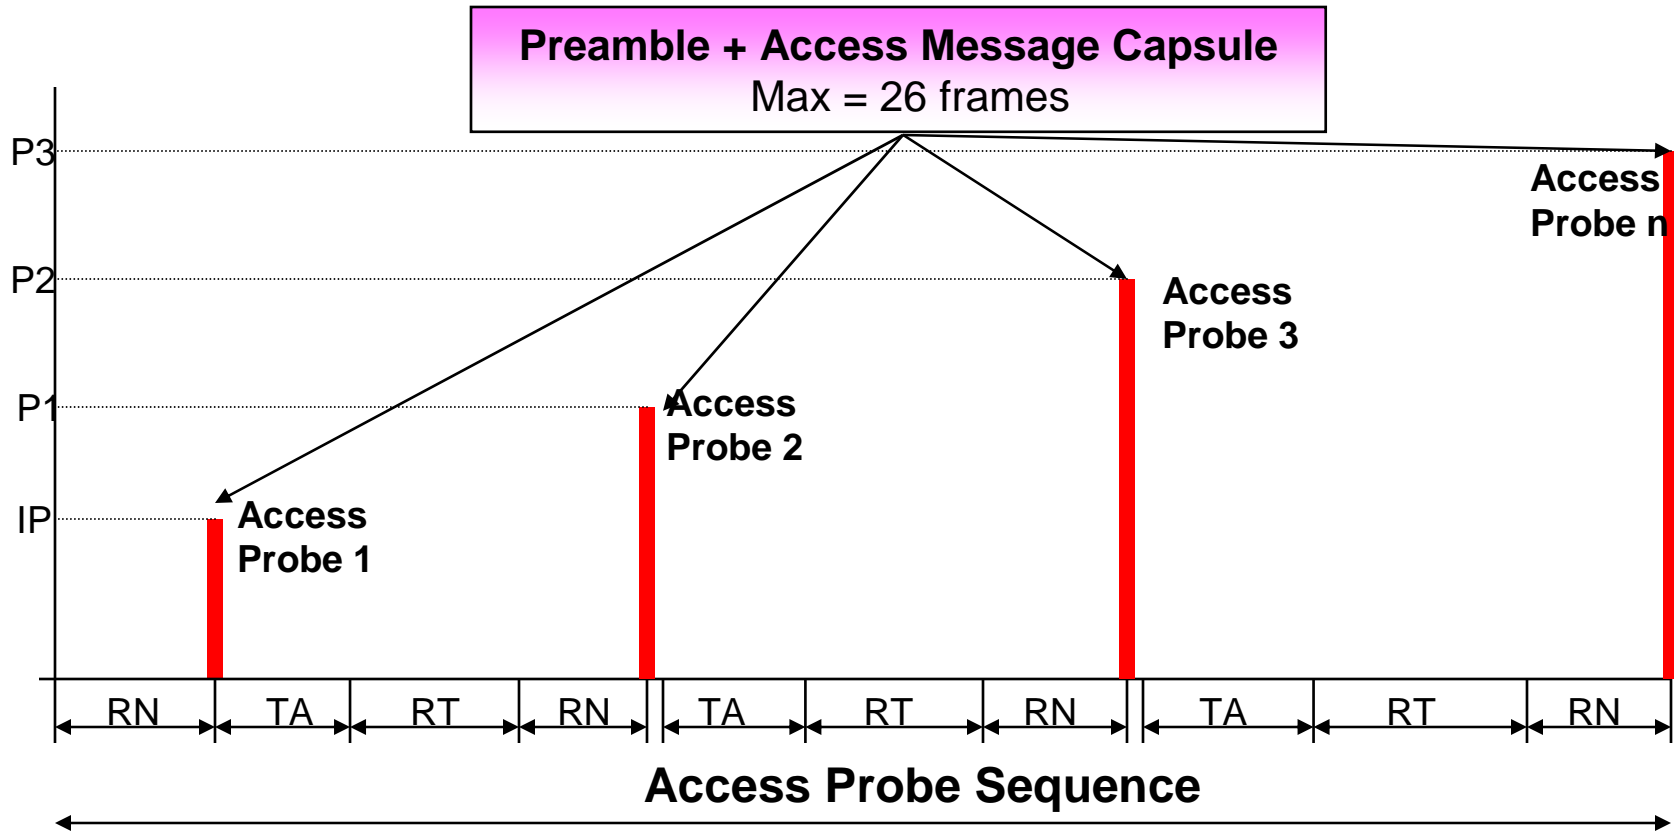 Preamble + Access Message Capsule
Max = 26 frames
P3
Access
Probe n
P2
Access
Probe 3
P1
Access
Probe 2
IP
Access
Probe 1
RN TA RT RN TA RT RN TA RT RN
Access Probe Sequence